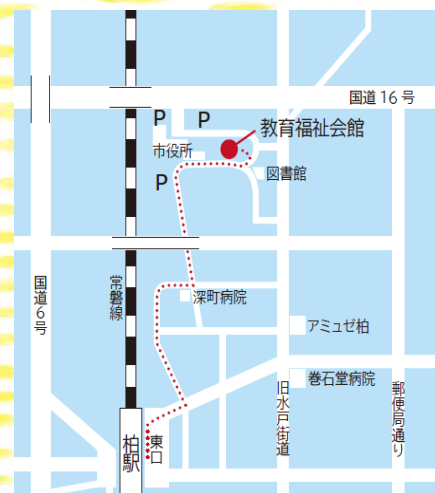 国道16号
P
P
教育福祉会館
市役所
図書館
P
国道6号
常磐線
深町病院
アミュゼ柏
巻石堂病院
旧水戸街道
郵便局通り
柏駅
東口